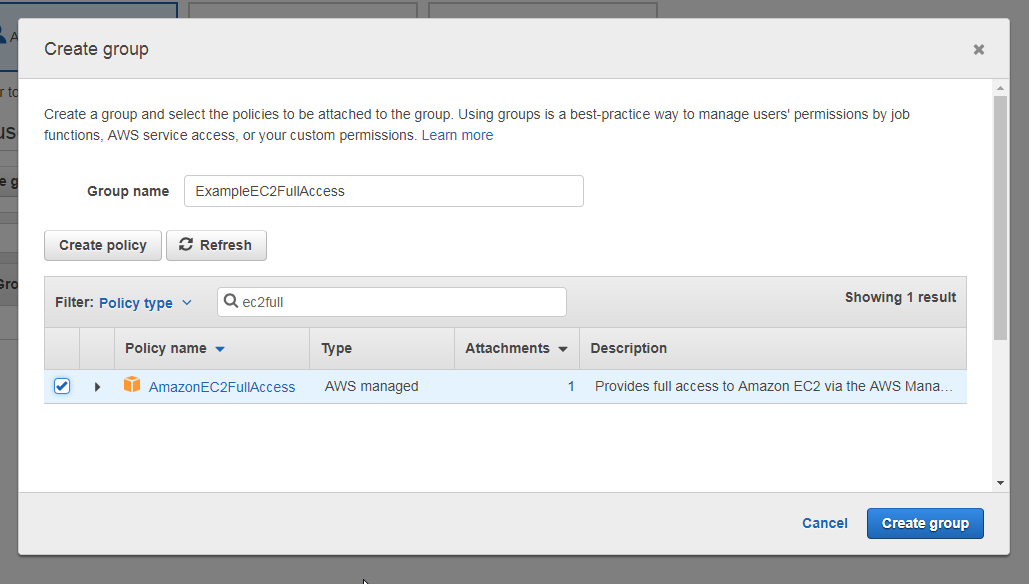 Create group
Create a group and select the policies to be attached to the group. Using groups is a best-practice way to manage users' permissions by job
functions, AWS service access, or your custom permissions. Learn more
Group name ExampleEC2FullAccess
Create policy Refresh
Filter: Policy type ec2full Showing 1 result
Policy name Type Attachments Description
AmazonEC2FullAccess AWS managed 1 Provides full access to Amazon EC2 via the AWS Mana…
Cancel Create group